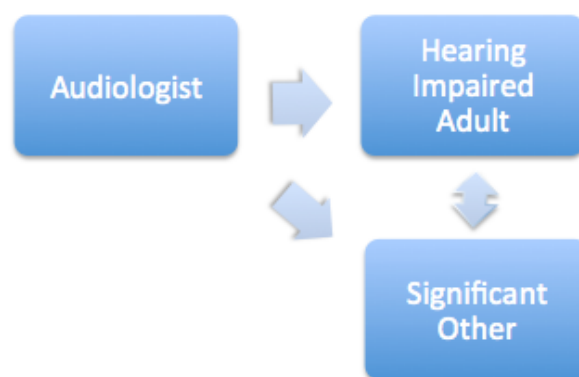 Audiologist
Hearing
Impaired
Adult
Significant
Other